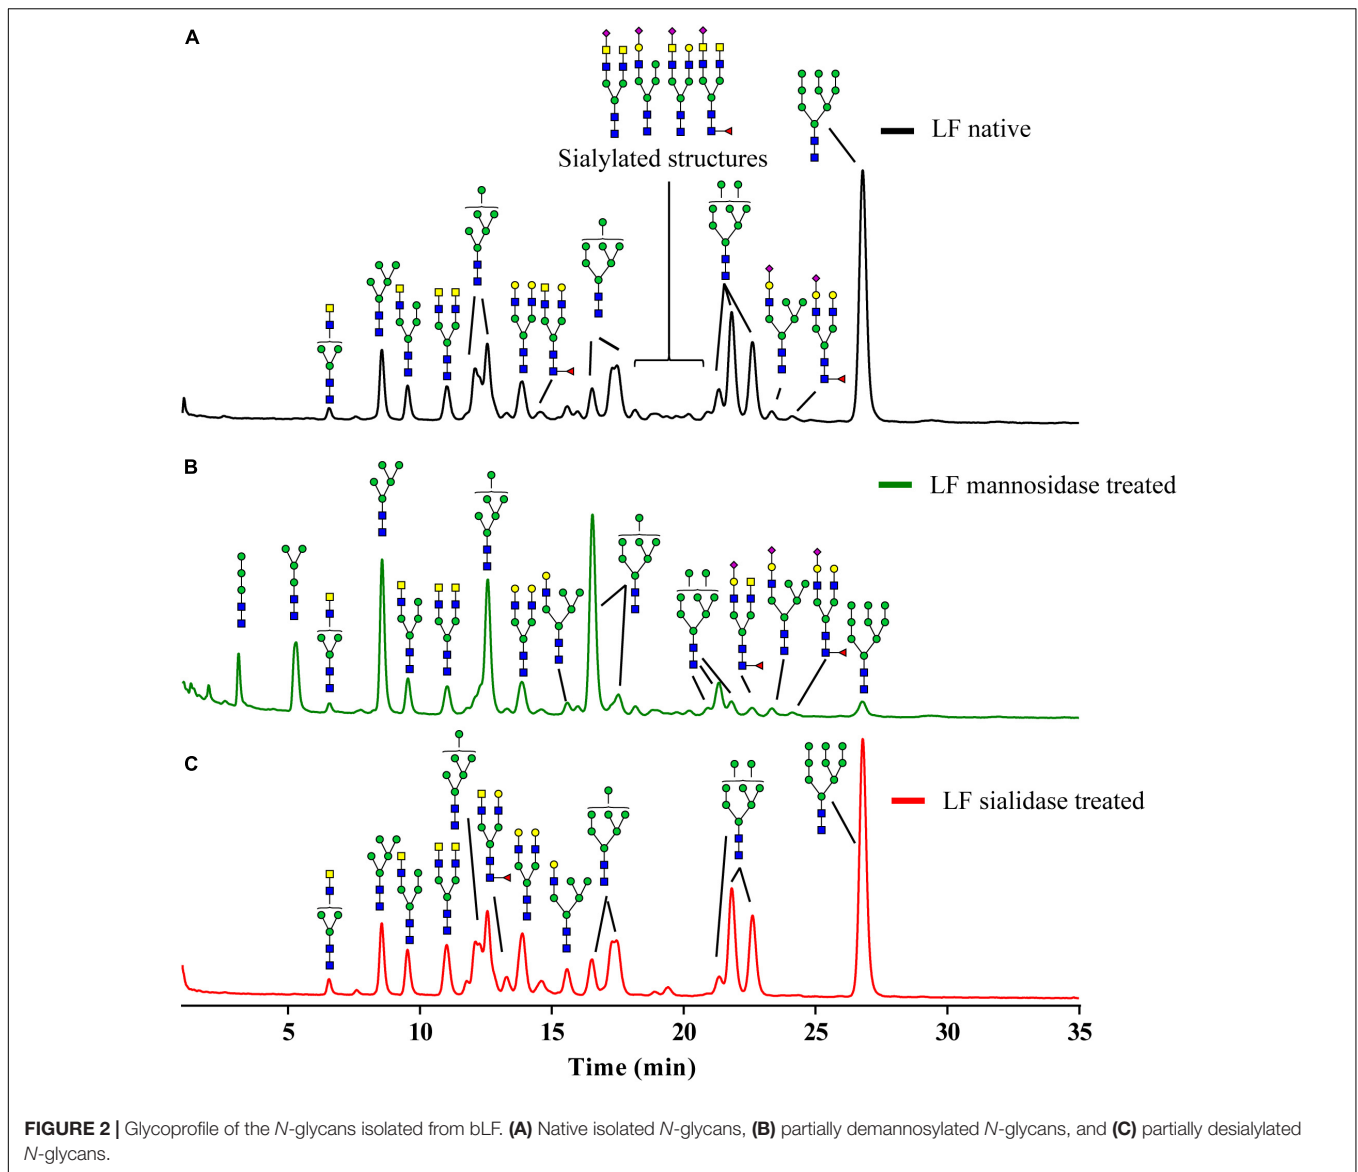 A
LF native
Sialylated structures
B
LF mannosidase treated
C
LF sialidase treated
5 10 15 20 25 30 35
Time (min)
FIGURE 2 | Glycoprofile of the N-glycans isolated from bLF. (A) Native isolated N-glycans, (B) partially demannosylated N-glycans, and (C) partially desialylated
N-glycans.